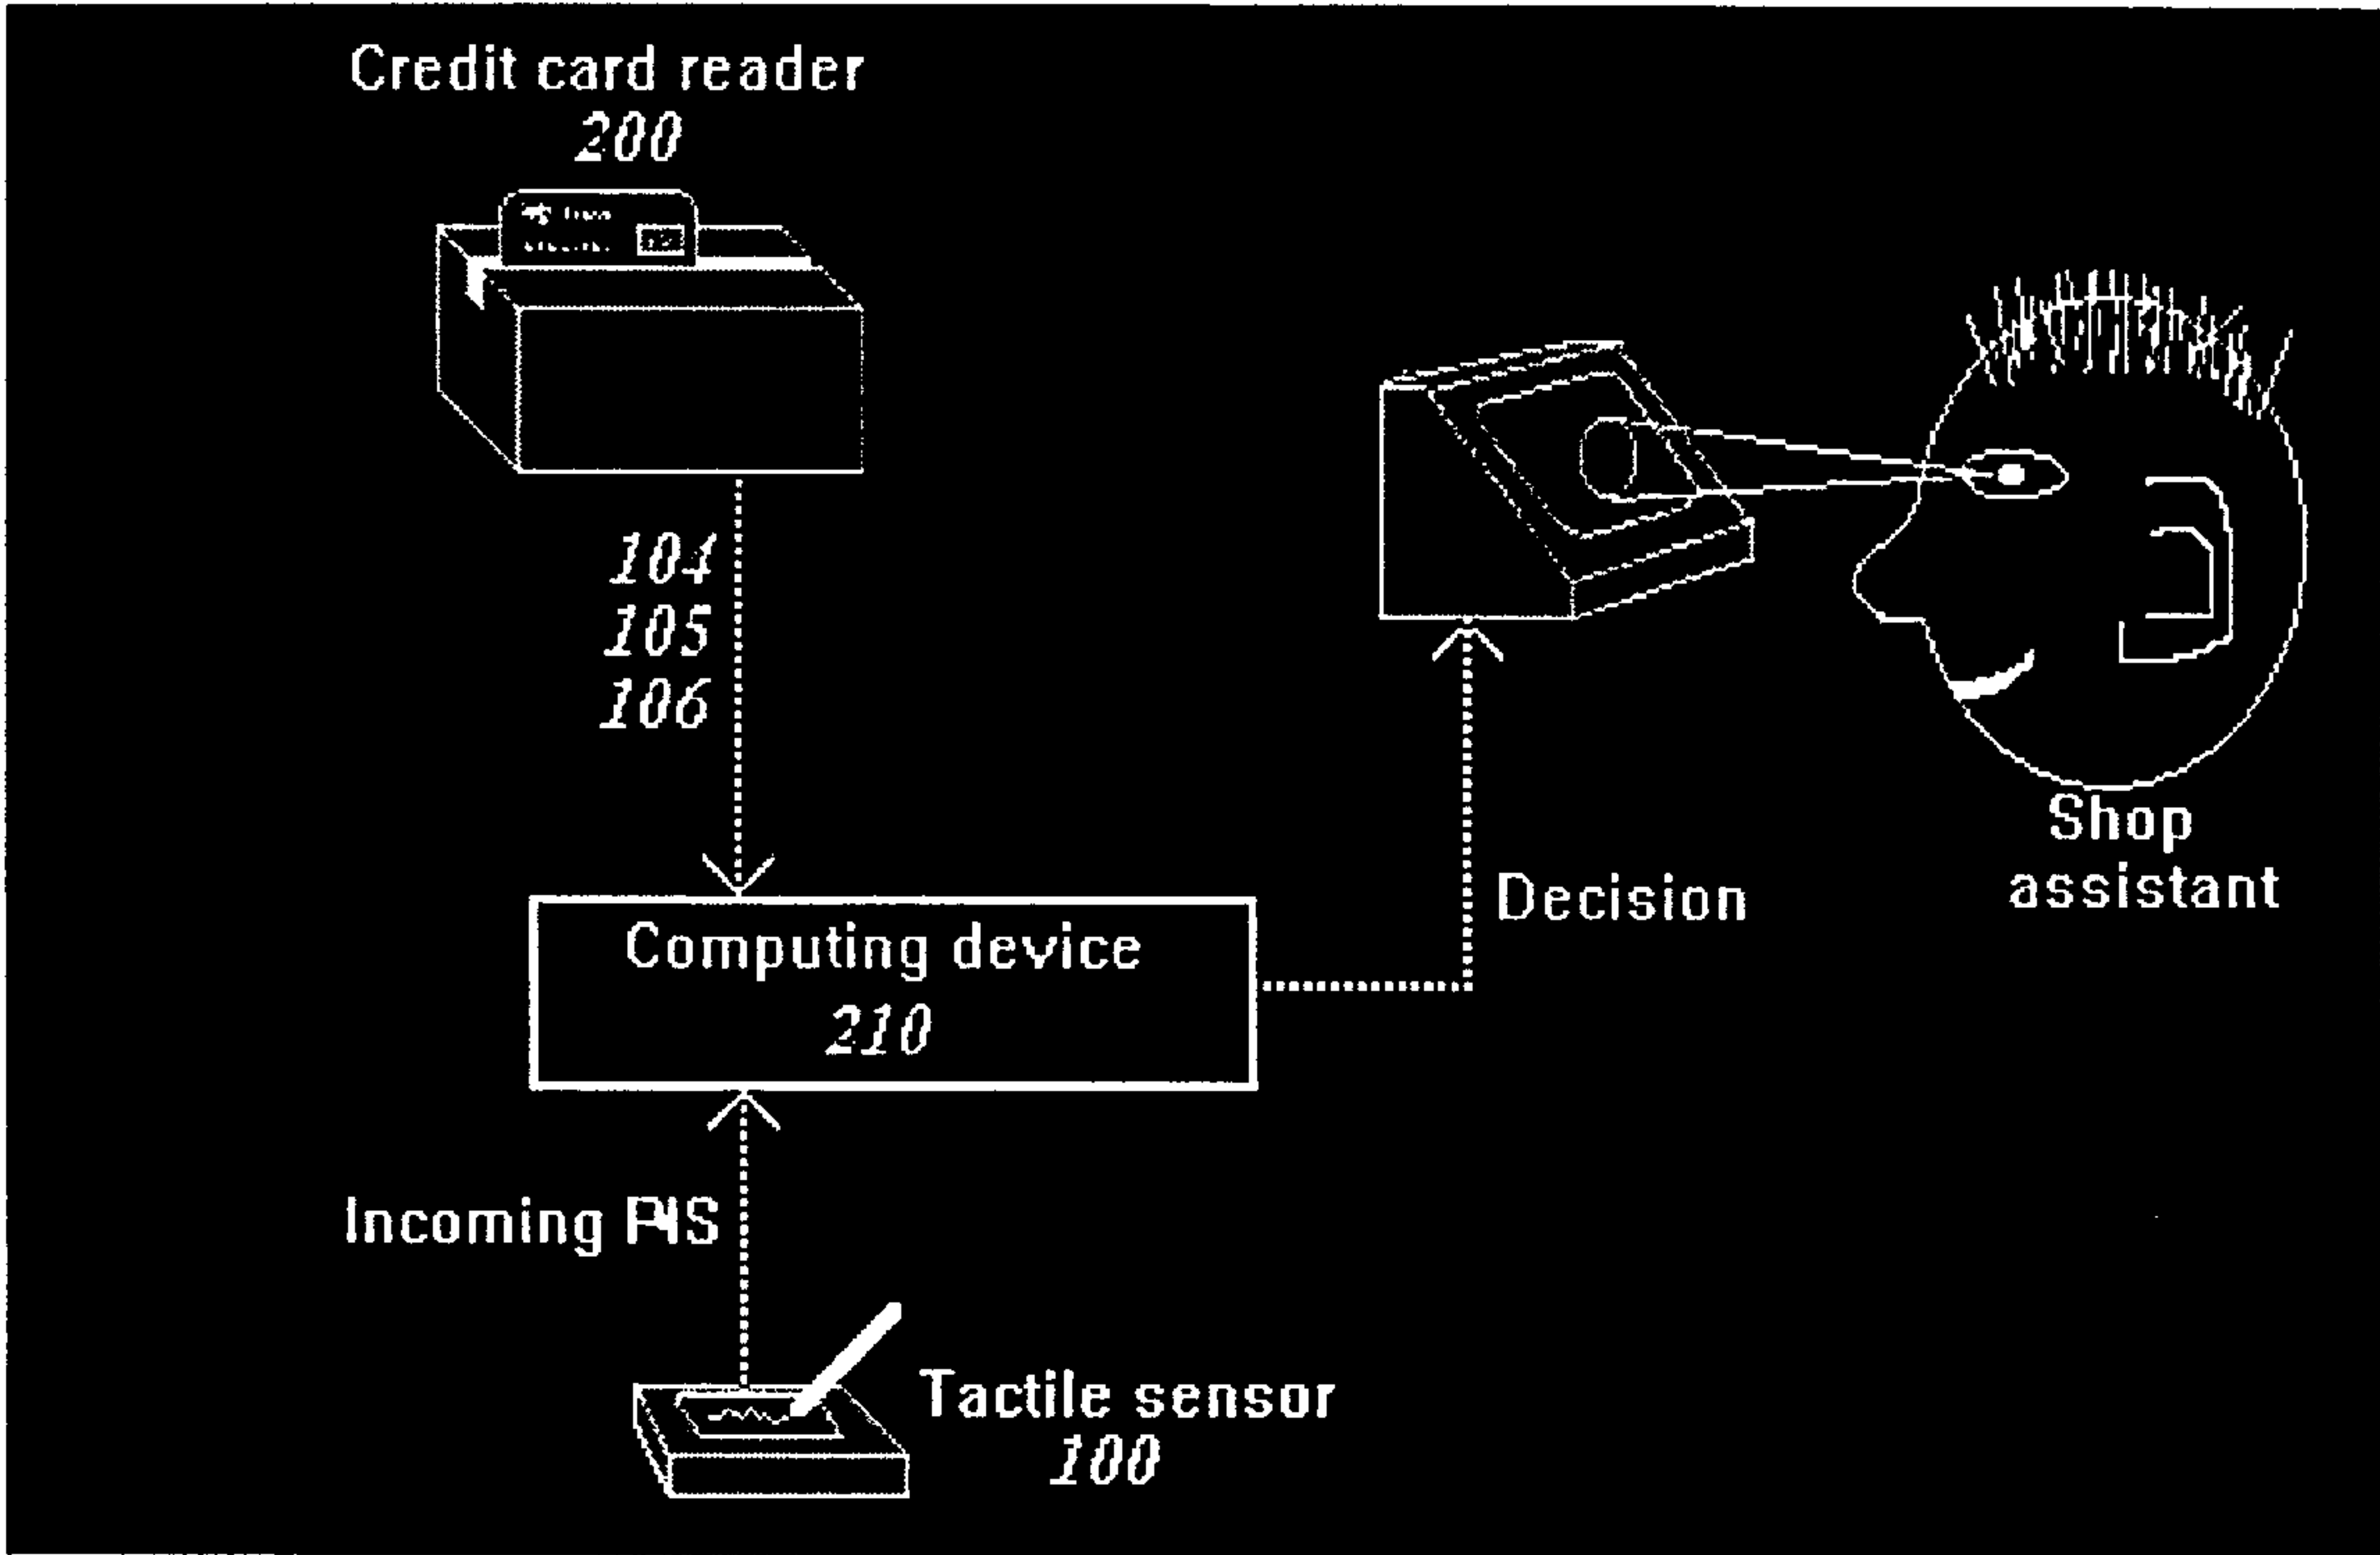 Credit card reader
200
104
105
106
Shop
assistant
Decision
Computing device
210
Incoming PIS
Tactile sensor
100